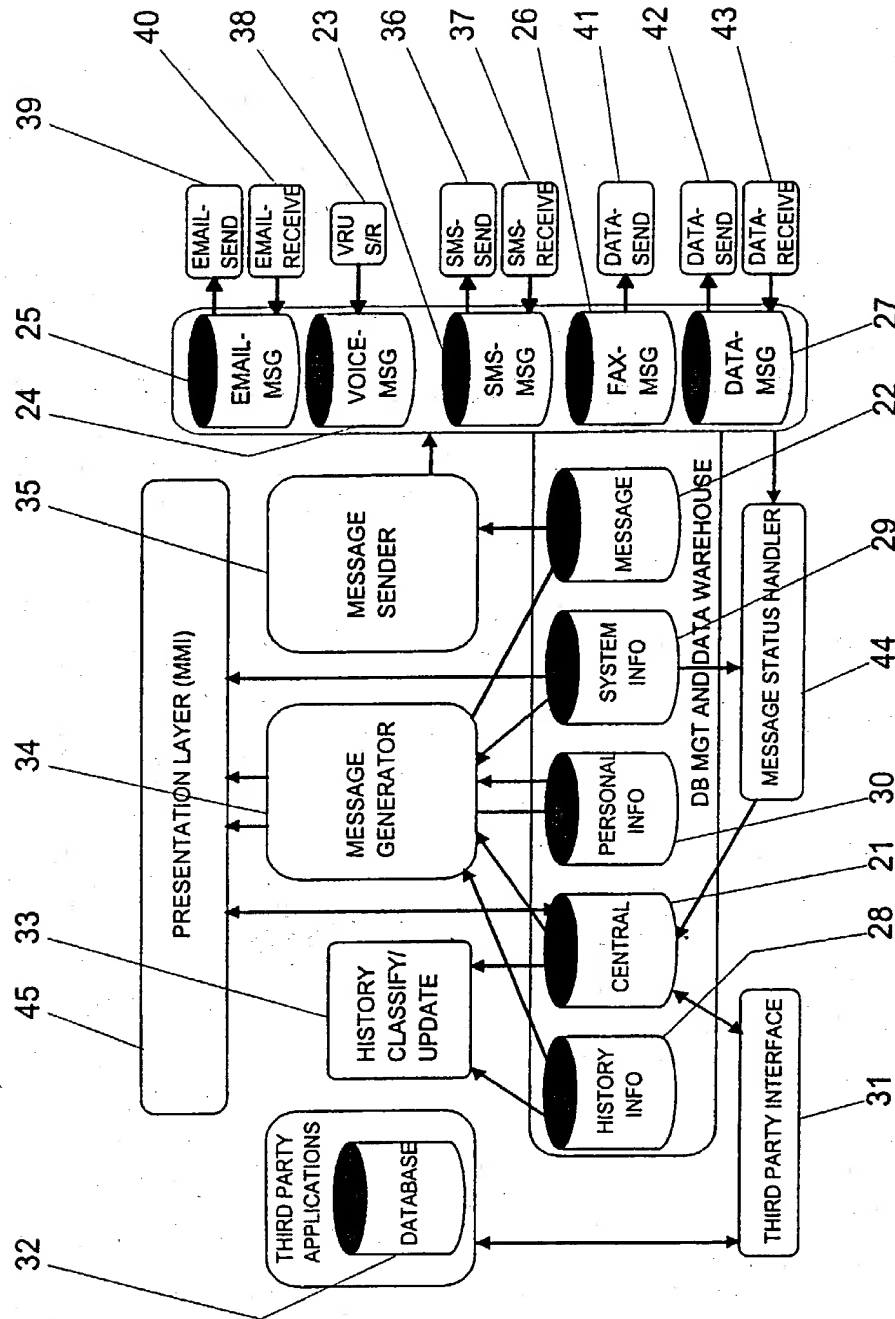 39
40
38
23
36
37
26
41
42
43
EMAIL-
SEND
EMAIL-
RECEIVE
VRU
S/R
SMS-
SEND
SMS-
RECEIVE
DATA-
SEND
DATA-
SEND
DATA-
RECEIVE
25
24
EMAIL-
MSG
VOICE-
MSG
SMS-
MSG
FAX-
MSG
DATA-
MSG
27
22
35
MESSAGE
SENDER
MESSAGE
29
34
PRESENTATION LAYER (MMI)
MESSAGE
GENERATOR
SYSTEM
INFO
DB MGT AND DATA WAREHOUSE
MESSAGE STATUS HANDLER
44
PERSONAL
INFO
30
33
45
HISTORY
CLASSIFY/
UPDATE
CENTRAL
21
HISTORY
INFO
28
THIRD PARTY
APPLICATIONS
DATABASE
32
THIRD PARTY INTERFACE
31